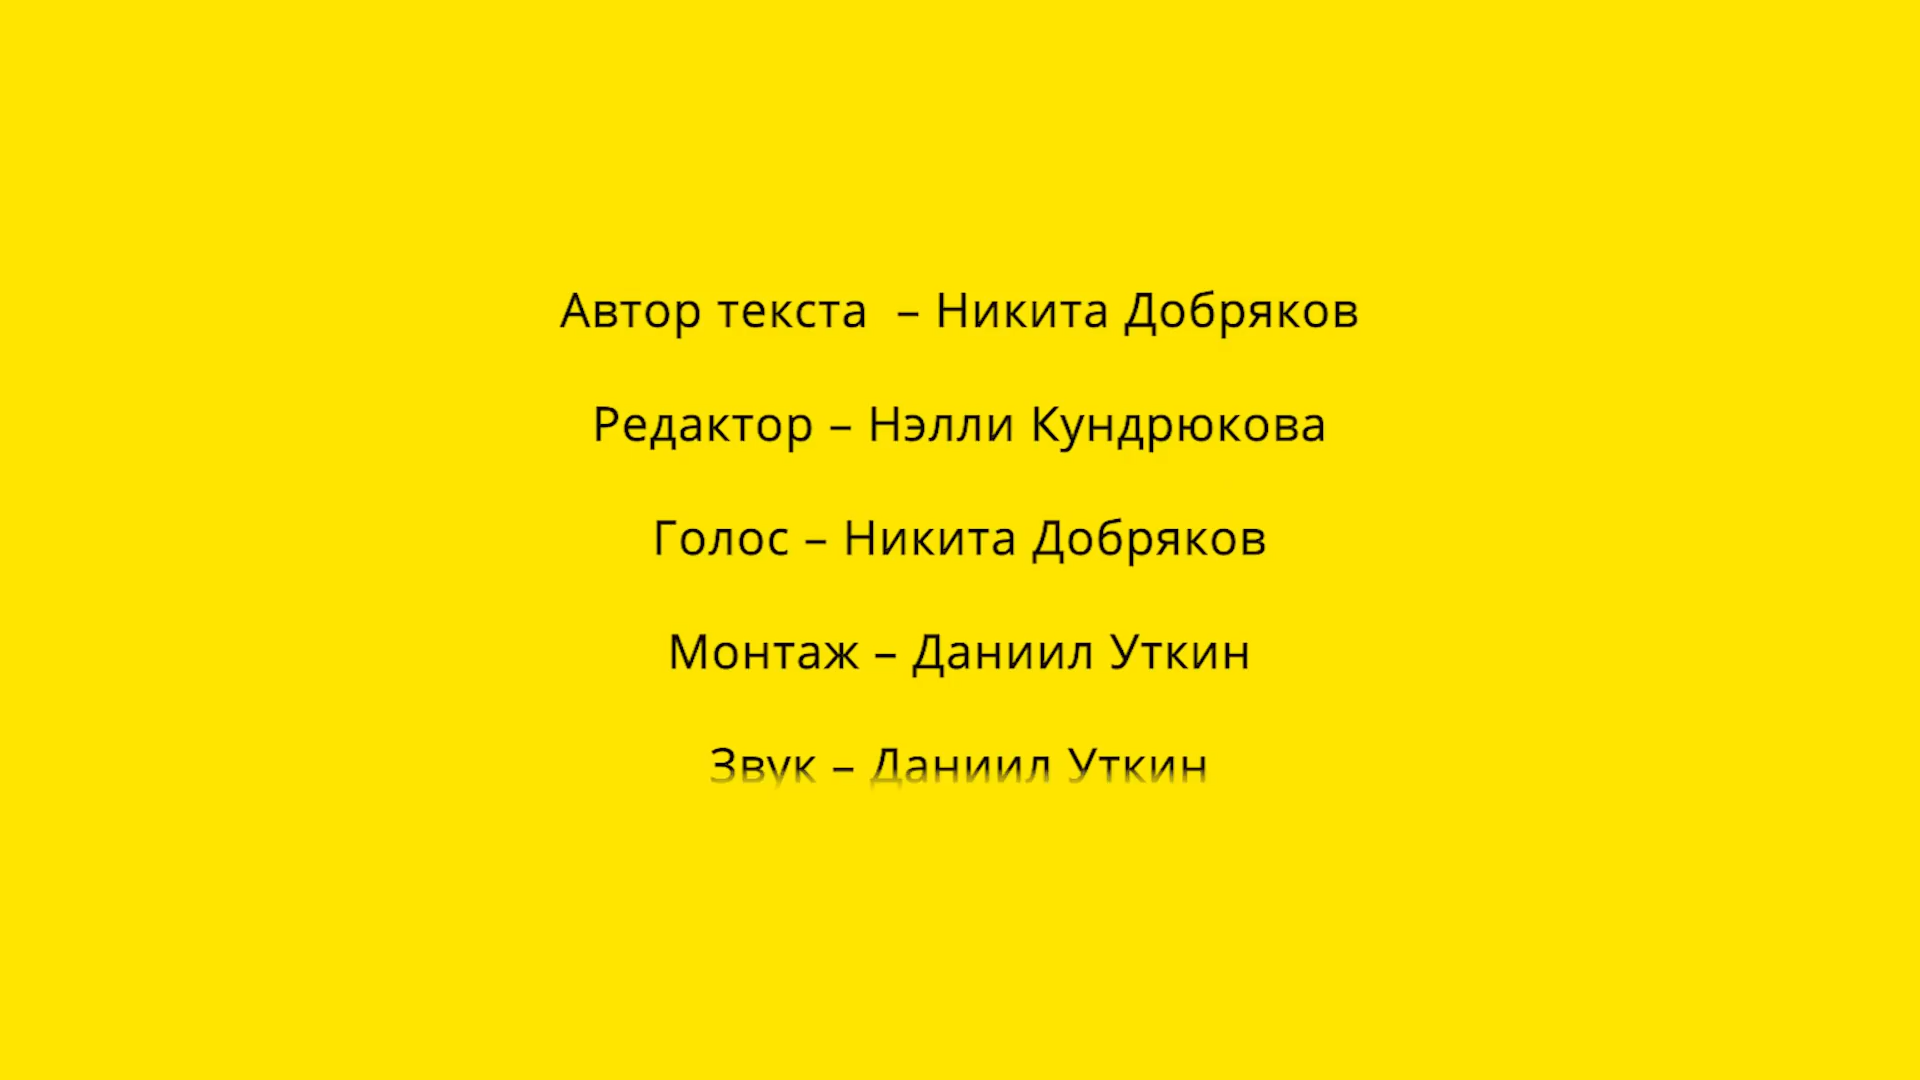 Автор текста – Никита Добряков
Редактор – Нэлли Кундрюкова
Голос – Никита Добряков
Монтаж – Даниил Уткин
Звук – Даниил Уткин